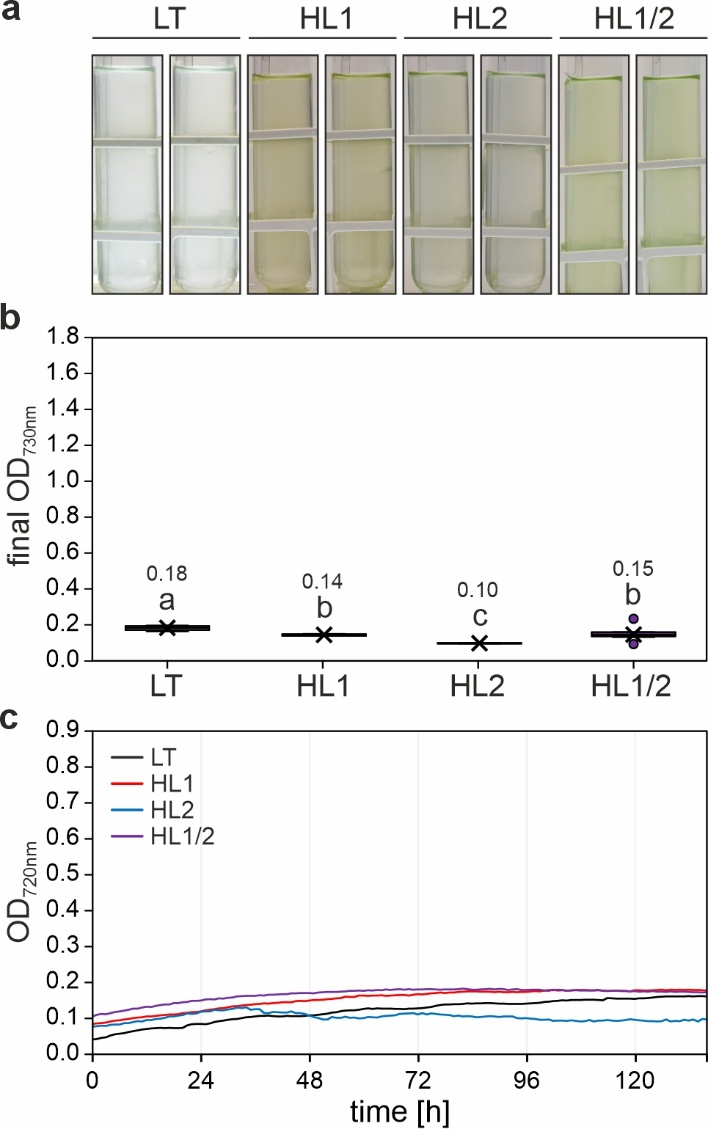 a
LT HL1 HL2 HL1/2
b
final OD730nm
1.8
1.6
1.4
1.2
1.0
0.8
0.6
0.4
0.2
0.0
0.18 0.14 0.10 0.15
a b c b
LT HL1 HL2 HL1/2
c
OD720nm
0.9
0.8
0.7
0.6
0.5
0.4
0.3
0.2
0.1
0.0
LT
HL1
HL2
HL1/2
0 24 48 72 96 120
time [h]